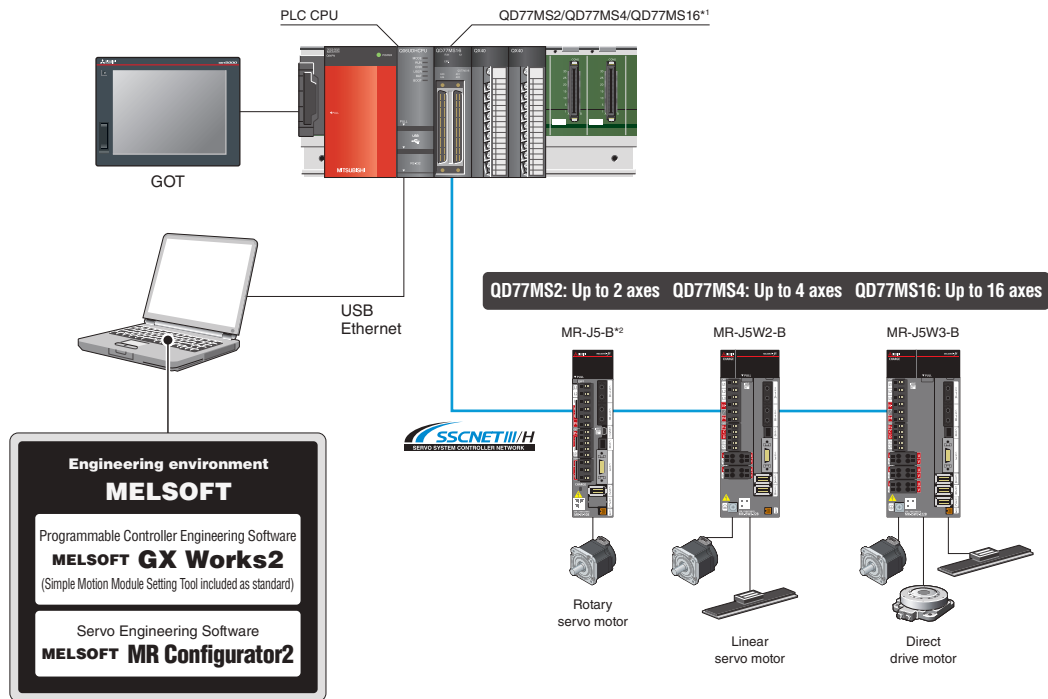 PLC CPU
QD77MS2/QD77MS4/QD77MS16*1
QD77MS16
QX40
QX40
MITSUBISHI
GOT
USB
Ethernet
QD77MS2: Up to 2 axes QD77MS4: Up to 4 axes QD77MS16: Up to 16 axes
MR-J5-B*2
MR-J5W2-B
MR-J5W3-B
SSCNET III/H
SERVO SYSTEM CONTROLLER NETWORK
Engineering environment
MELSOFT
Programmable Controller Engineering Software
MELSOFT GX Works2
(Simple Motion Module Setting Tool included as standard)
Servo Engineering Software
MELSOFT MR Configurator2
Rotary
servo motor
Linear
servo motor
Direct
drive motor